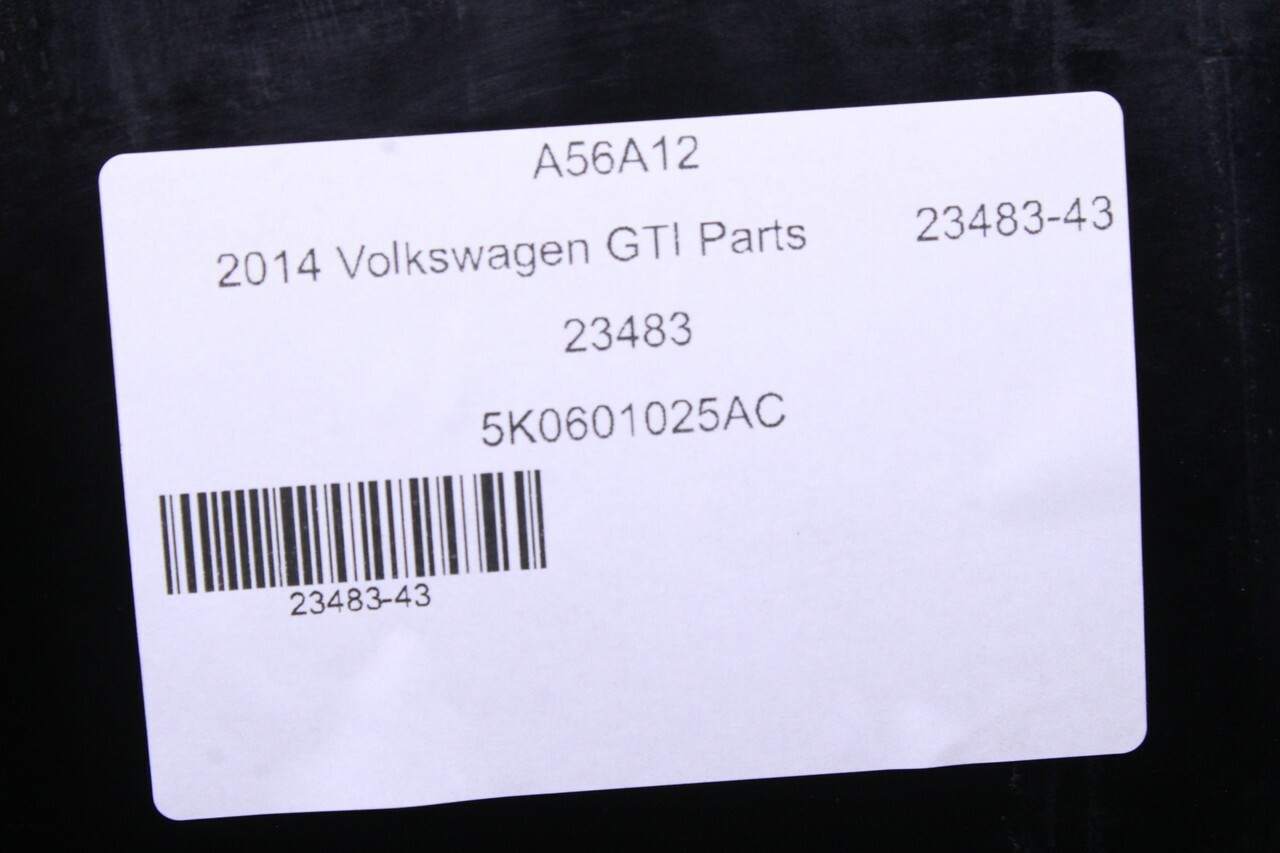 A56A12
2014 Volkswagen GTI Parts 23483-43
23483
5K0601025AC
23483-43